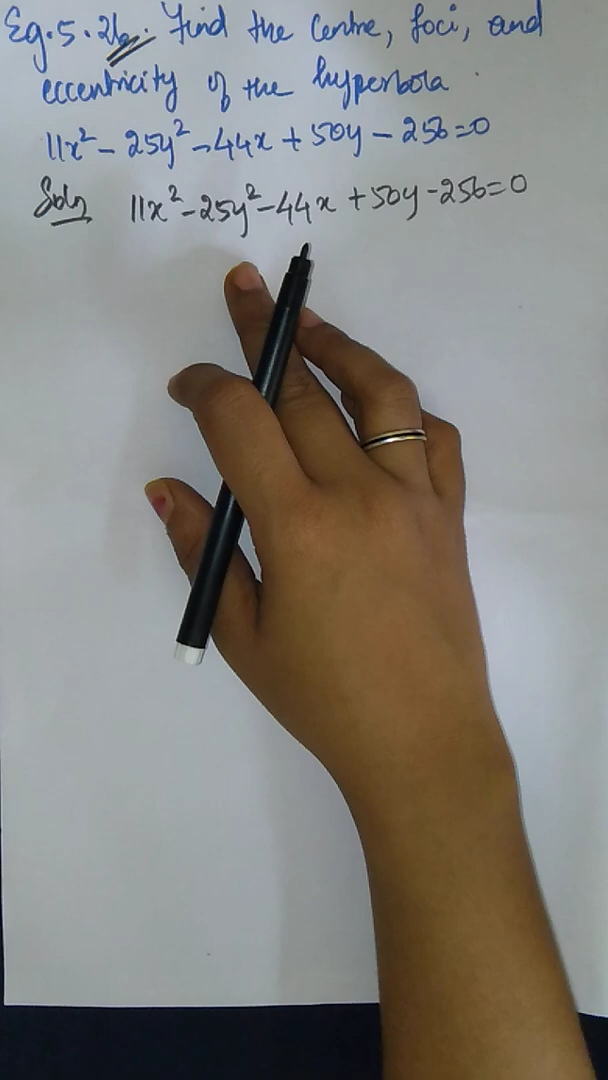 Eg. 5.26. Find the Centre, foci, and
eccentricity of the hyperbola.
11x² - 25y² - 44x + 50y - 256 = 0
Soln 11x² - 25y² - 44x + 50y - 256 = 0